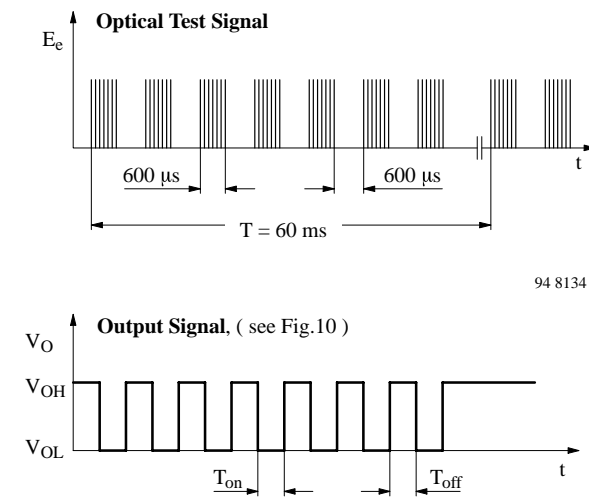 Optical Test Signal
Ee
600 μs
600 μs
t
T = 60 ms
94 8134
Output Signal, ( see Fig.10 )
VO
VOH
VOL
t
Ton
Toff